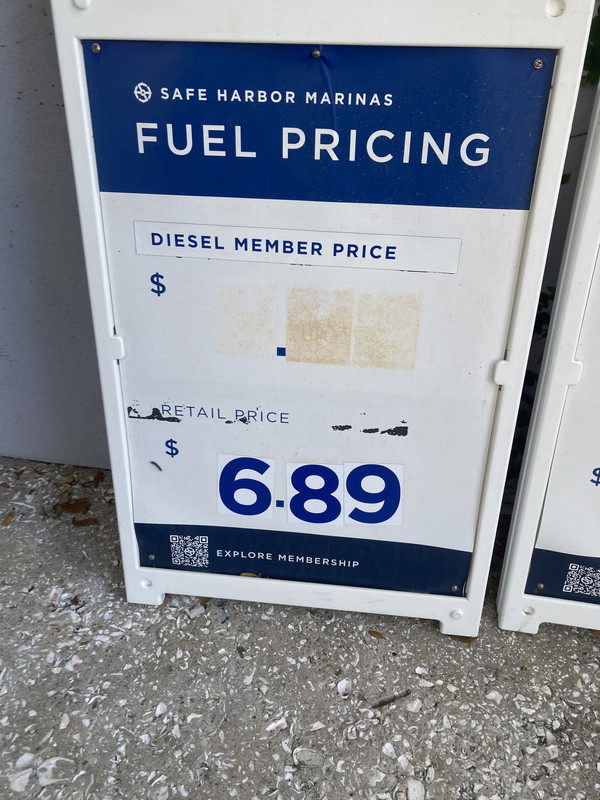 SAFE HARBOR MARINAS
FUEL PRICING
DIESEL MEMBER PRICE
$ .
RETAIL PRICE
$ 6.89
EXPLORE MEMBERSHIP
$